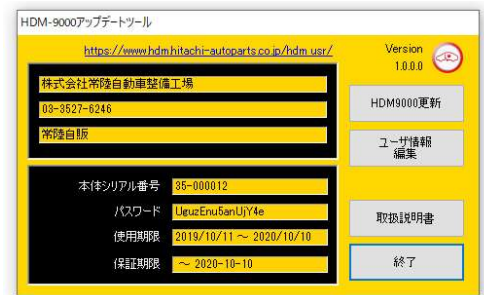 HDM-9000アップデートツール
https://www.hdm.hitachi-autoparts.co.jp/hdm_usr/
Version
1.0.0.0
株式会社常陸自動車整備工場
03-3527-6246
常陸自販
HDM9000更新
ユーザ情報
編集
本体シリアル番号 35-000012
パスワード UguzEnu5anUjY4e
使用期限 2019/10/11 ～ 2020/10/10
保証期限 ～ 2020-10-10
取扱説明書
終了